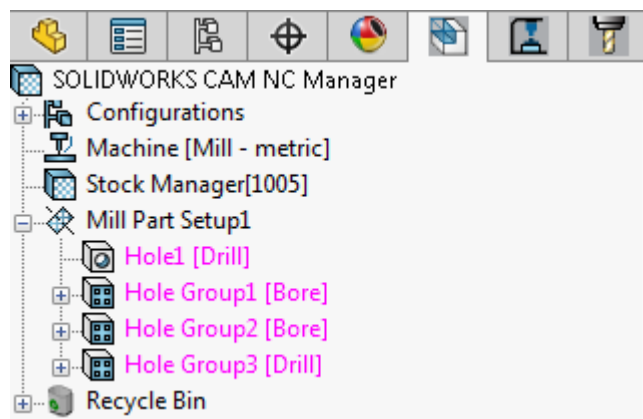 SOLIDWORKS CAM NC Manager
Configurations
Machine [Mill - metric]
Stock Manager[1005]
Mill Part Setup1
Hole1 [Drill]
Hole Group1 [Bore]
Hole Group2 [Bore]
Hole Group3 [Drill]
Recycle Bin